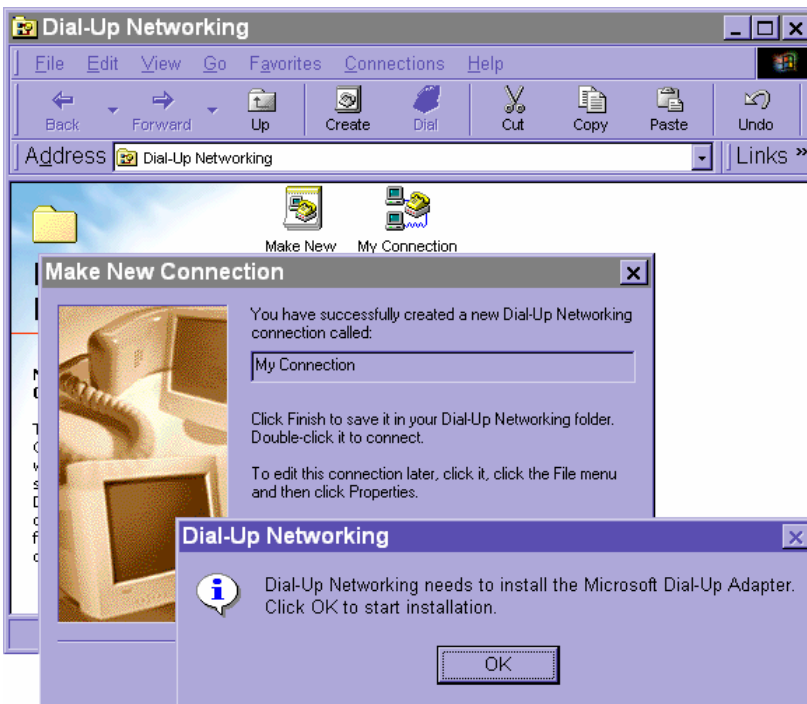 Dial-Up Networking
File Edit View Go Favorites Connections Help
Back Forward Up Create Dial Cut Copy Paste Undo
Address Dial-Up Networking Links »
Make New My Connection
Make New Connection
You have successfully created a new Dial-Up Networking
connection called:
My Connection
Click Finish to save it in your Dial-Up Networking folder.
Double-click it to connect.
To edit this connection later, click it, click the File menu
and then click Properties.
Dial-Up Networking
Dial-Up Networking needs to install the Microsoft Dial-Up Adapter.
Click OK to start installation.
OK